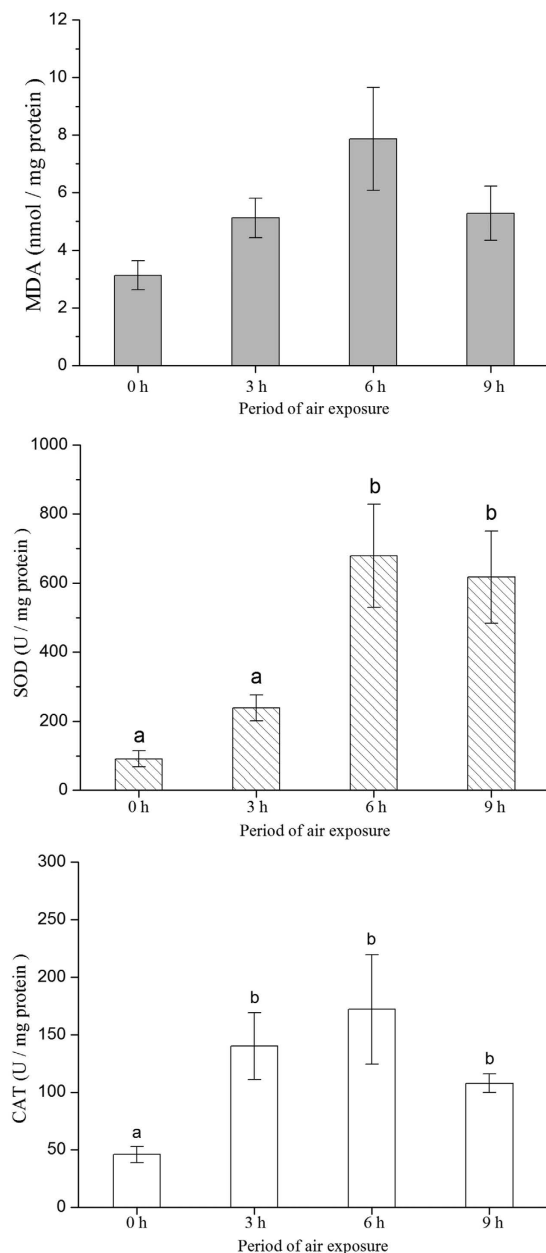 12
10
8
6
4
2
0
MDA (nmol / mg protein )
0 h 3 h 6 h 9 h
Period of air exposure
1000
800
600
400
200
0
SOD (U / mg protein )
a a b b
0 h 3 h 6 h 9 h
Period of air exposure
300
250
200
150
100
50
0
CAT (U / mg protein )
a b b b
0 h 3 h 6 h 9 h
Period of air exposure